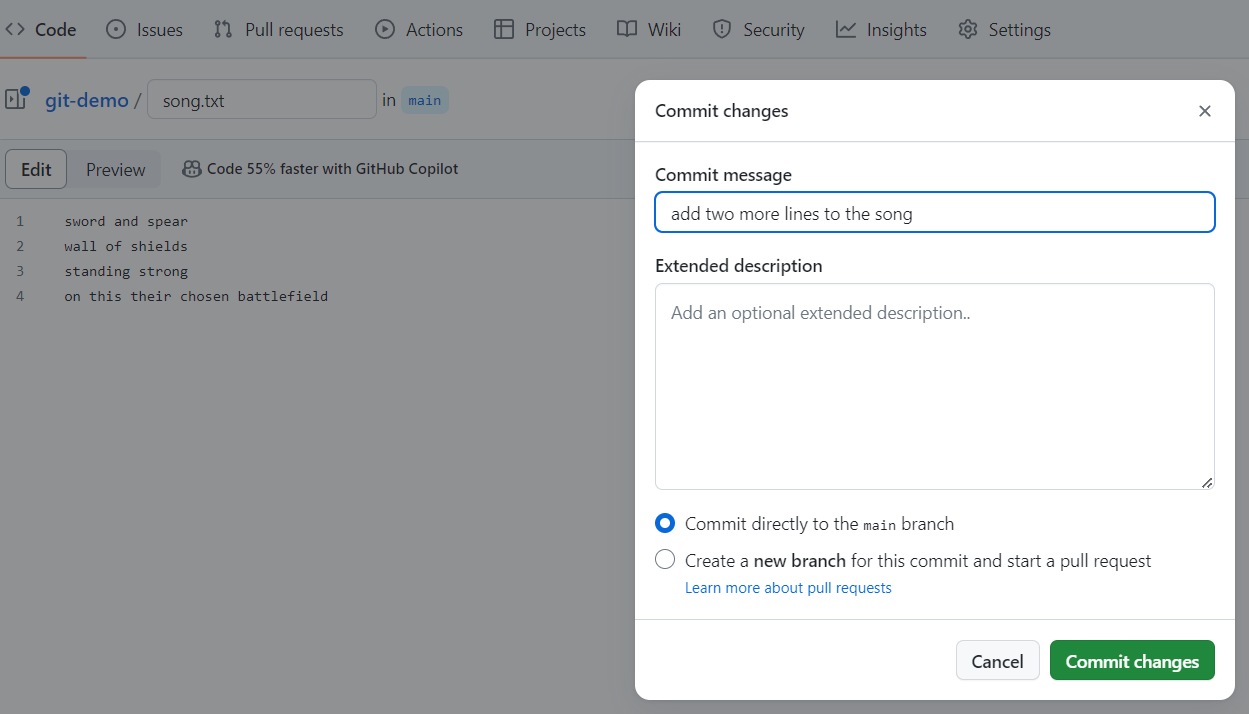 Code Issues Pull requests Actions Projects Wiki Security Insights Settings
git-demo / song.txt in main
Edit Preview Code 55% faster with GitHub Copilot
1 sword and spear
2 wall of shields
3 standing strong
4 on this their chosen battlefield
Commit changes
Commit message
add two more lines to the song
Extended description
Add an optional extended description..
Commit directly to the main branch
Create a new branch for this commit and start a pull request
Learn more about pull requests
Cancel Commit changes